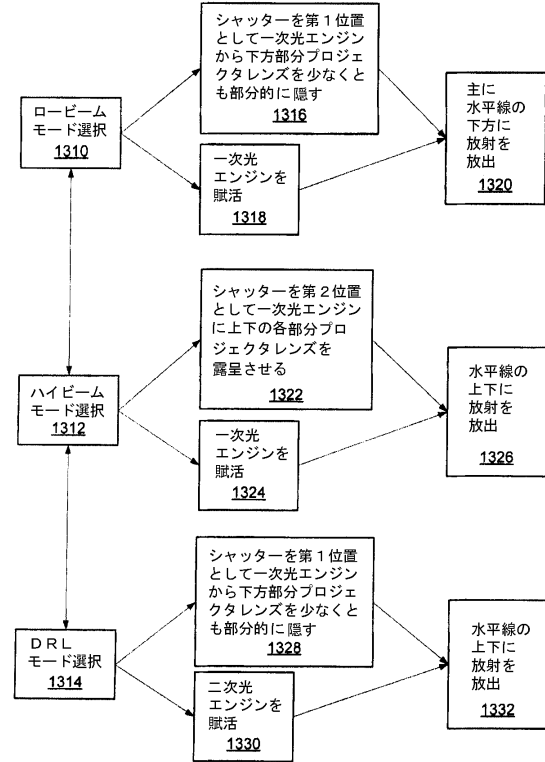 シャッターを第1位置
として一次光エンジン
から下方部分プロジェ
クタレンズを少なくと
も部分的に隠す
1316
ロービーム
モード選択
1310
一次光
エンジンを
賦活
1318
主に
水平線の
下方に
放射を
放出
1320
シャッターを第2位置
として一次光エンジン
に上下の各部分プロ
ジェクタレンズを
露呈させる
1322
ハイビーム
モード選択
1312
一次光
エンジンを
賦活
1324
水平線の
上下に
放射を
放出
1326
シャッターを第1位置
として一次光エンジン
から下方部分プロジェ
クタレンズを少なくと
も部分的に隠す
1328
DRL
モード選択
1314
二次光
エンジンを
賦活
1330
水平線の
上下に
放射を
放出
1332